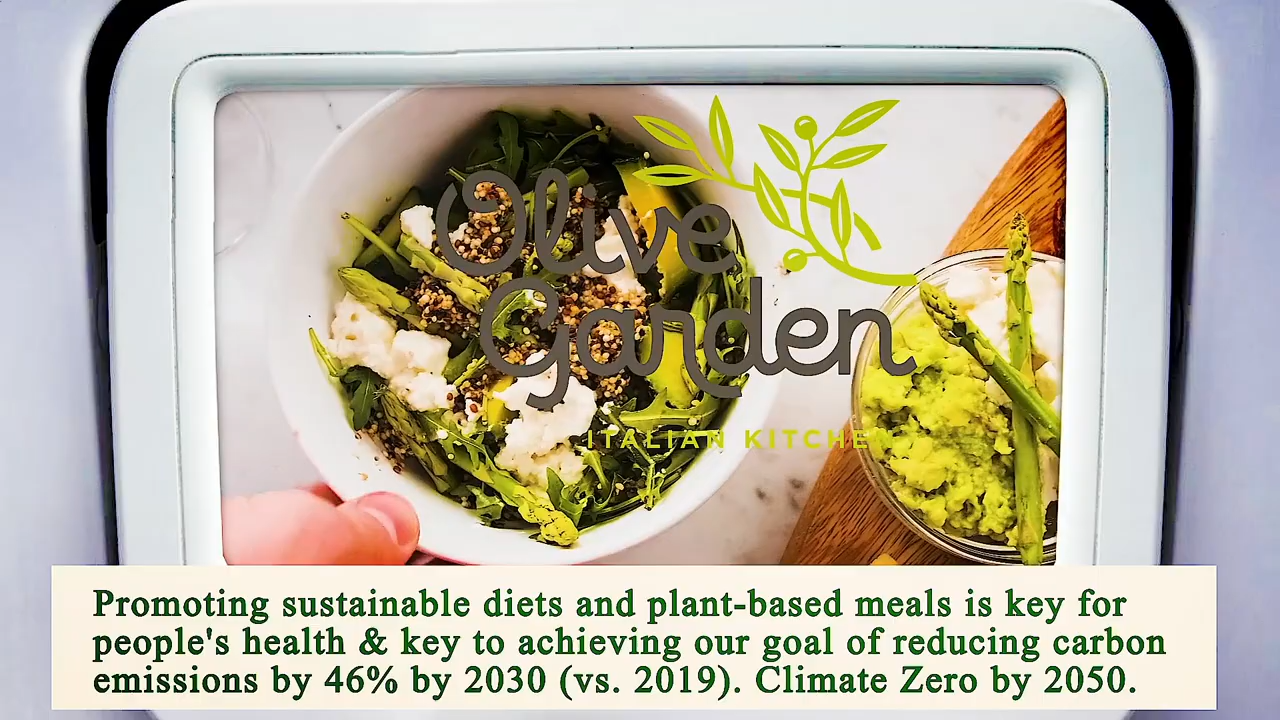 Olive
Garden
ITALIAN KITCHEN
Promoting sustainable diets and plant-based meals is key for
people's health & key to achieving our goal of reducing carbon
emissions by 46% by 2030 (vs. 2019). Climate Zero by 2050.